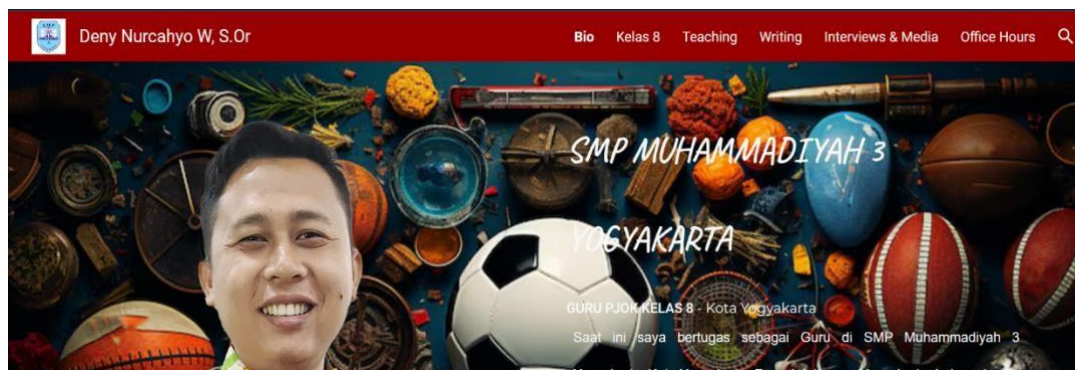 Deny Nurcahyo W, S.Or
Bio Kelas 8 Teaching Writing Interviews & Media Office Hours
SMP MUHAMMADIYAH 3
YOGYAKARTA
GURU PJOK KELAS 8 - Kota Yogyakarta
Saat ini saya bertugas sebagai Guru di SMP Muhammadiyah 3